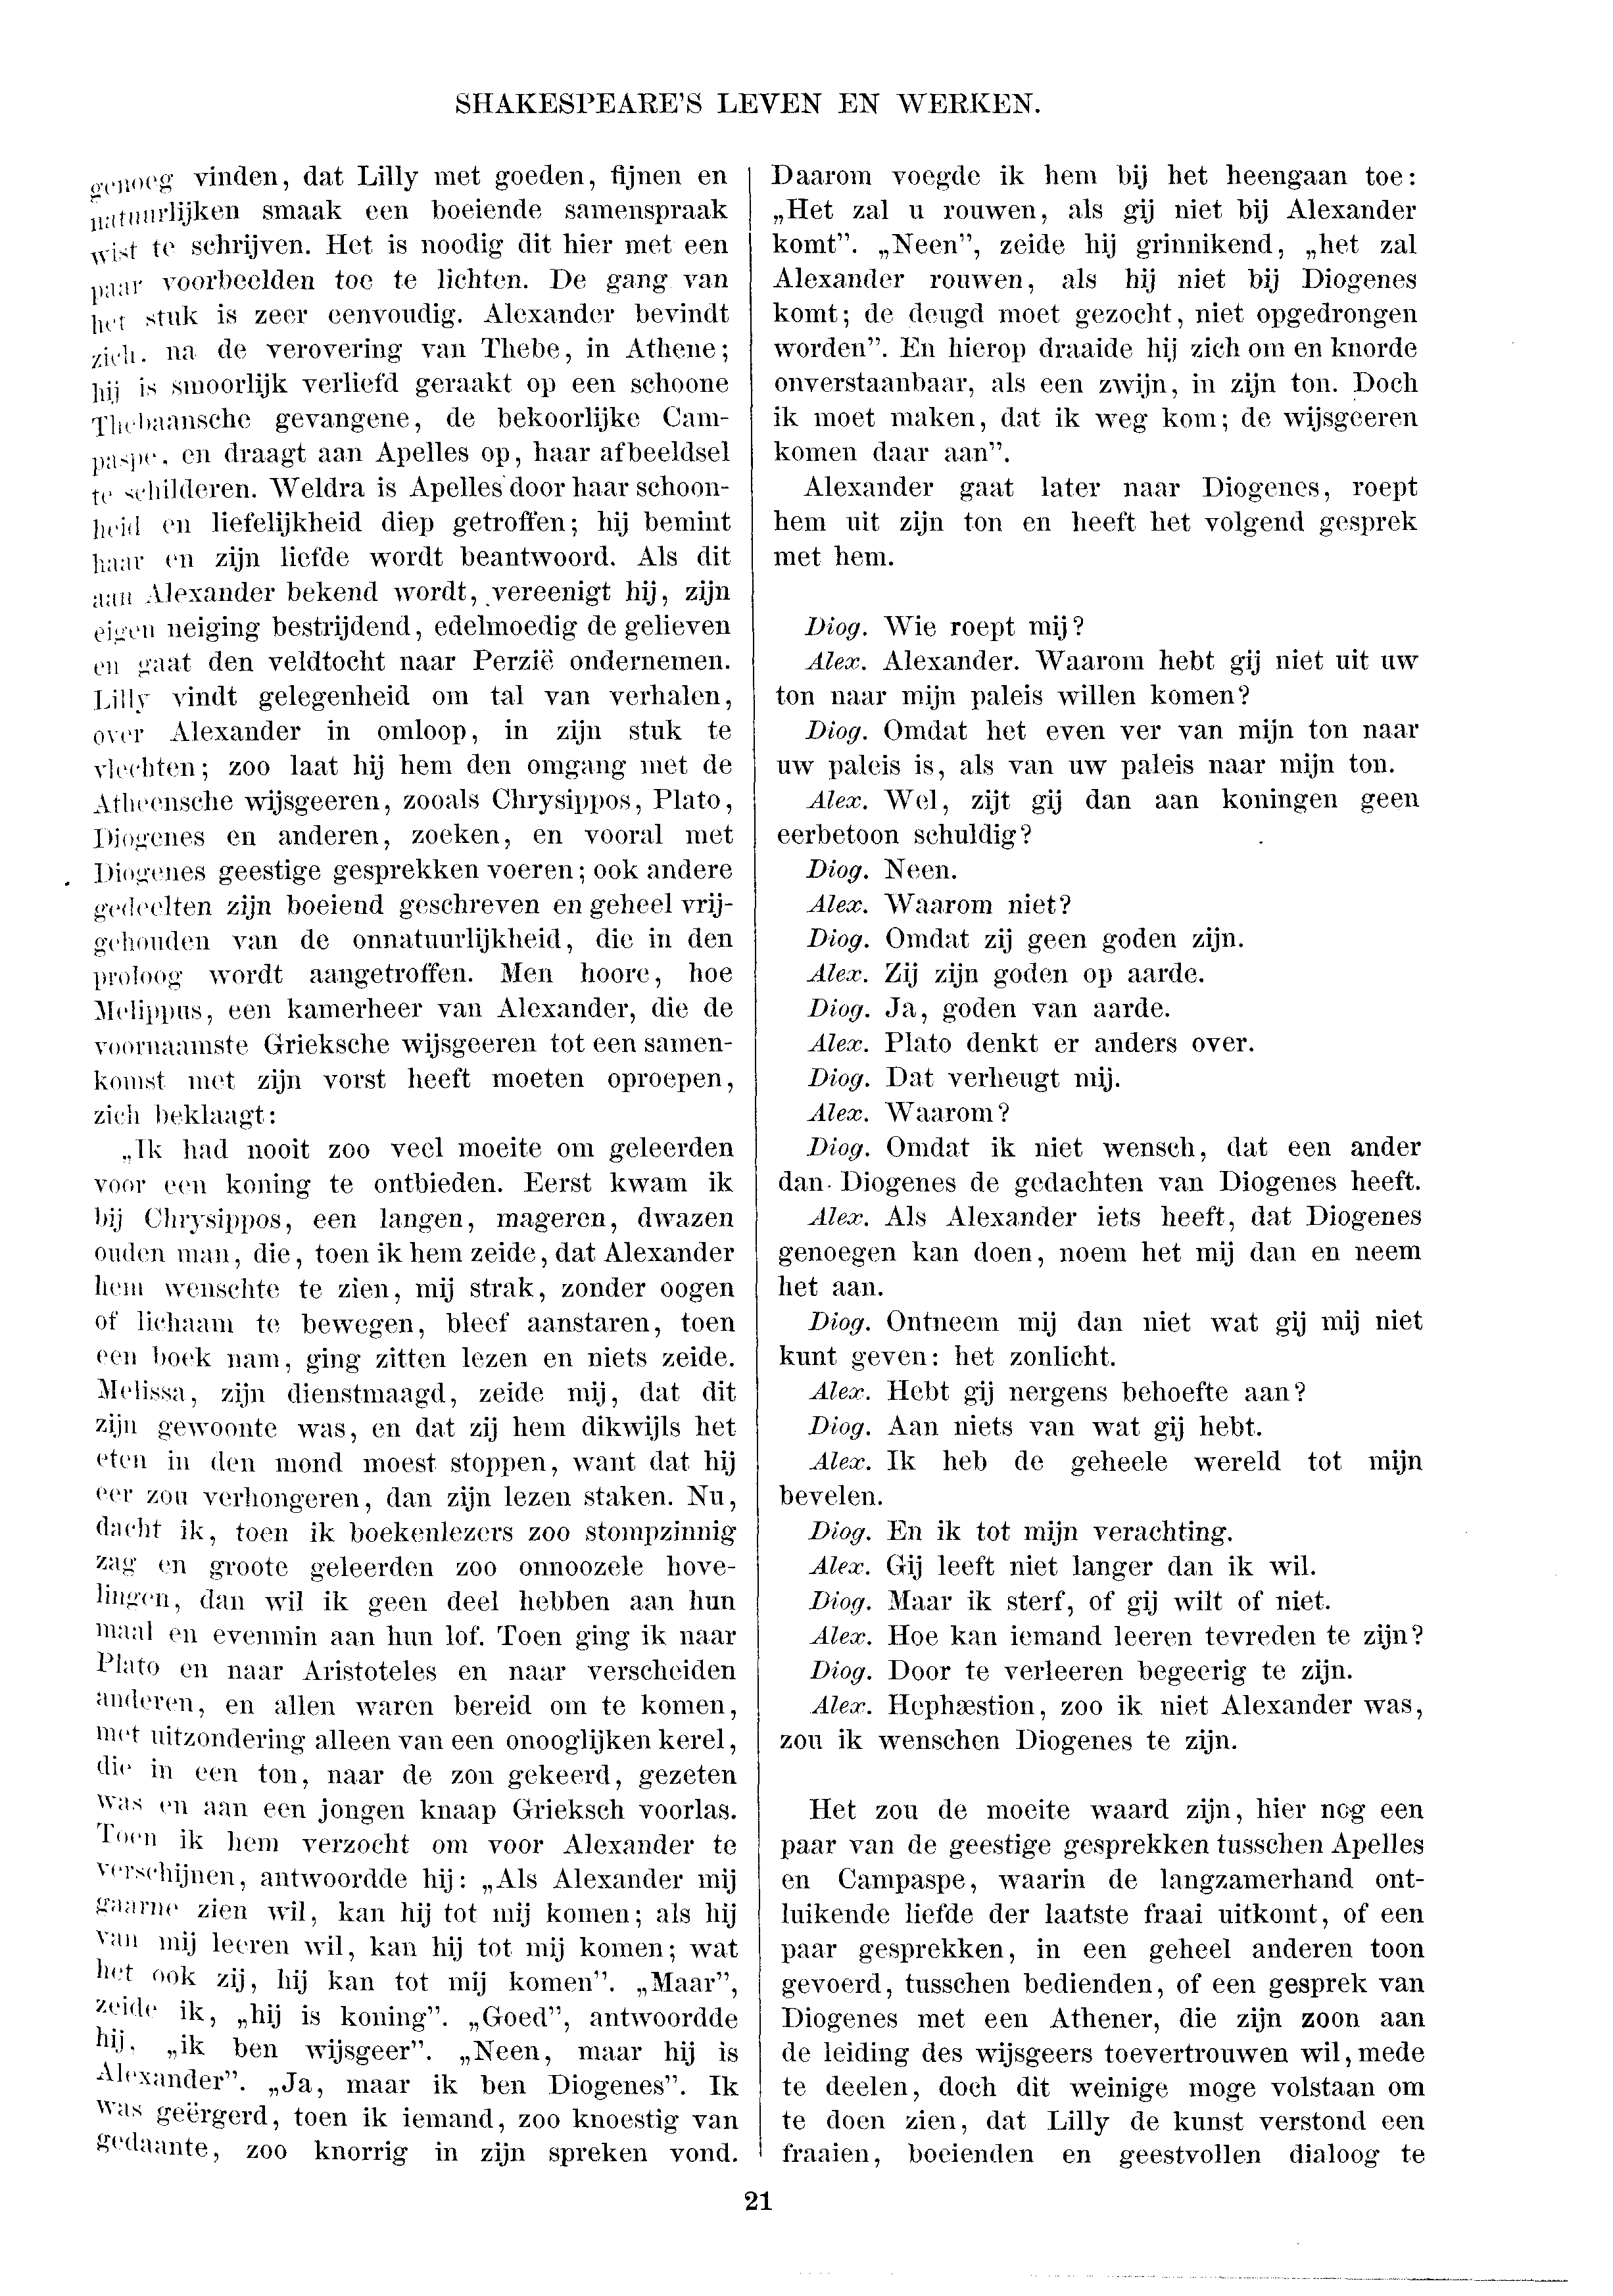 SHAKESPEARE'S LEVEN EN WERKEN.
genoeg vinden, dat Lilly met goeden, fijnen en
natuurlijken smaak een boeiende samenspraak
wist te schrijven. Het is noodig dit hier met een
paar voorbeelden toe te lichten. De gang van
het stuk is zeer eenvoudig. Alexander bevindt
zich, na de verovering van Thebe, in Athene;
hij is smoorlijk verliefd geraakt op een schoone
Thebaansche gevangene, de bekoorlijke Cam-
paspe, en draagt aan Apelles op, haar afbeeldsel
te schilderen. Weldra is Apelles door haar schoon-
heid en liefelijkheid diep getroffen; hij bemint
haar en zijn liefde wordt beantwoord. Als dit
aan Alexander bekend wordt, vereenigt hij, zijn
eigen neiging bestrijdend, edelmoedig de gelieven
en gaat den veldtocht naar Perzië ondernemen.
Lilly vindt gelegenheid om tal van verhalen,
over Alexander in omloop, in zijn stuk te
vlechten; zoo laat hij hem den omgang met de
Atheensche wijsgeeren, zooals Chrysippos, Plato,
Diogenes en anderen, zoeken, en vooral met
Diogenes geestige gesprekken voeren; ook andere
gedeelten zijn boeiend geschreven en geheel vrij-
gehouden van de onnatuurlijkheid, die in den
proloog wordt aangetroffen. Men hoore, hoe
Melippus, een kamerheer van Alexander, die de
voornaamste Grieksche wijsgeeren tot een samen-
komst met zijn vorst heeft moeten oproepen,
zich beklaagt:
„Ik had nooit zoo veel moeite om geleerden
voor een koning te ontbieden. Eerst kwam ik
bij Chrysippos, een langen, mageren, dwazen
ouden man, die, toen ik hem zeide, dat Alexander
hem wenschte te zien, mij strak, zonder oogen
of lichaam te bewegen, bleef aanstaren, toen
een boek nam, ging zitten lezen en niets zeide.
Melissa, zijn dienstmaagd, zeide mij, dat dit
zijn gewoonte was, en dat zij hem dikwijls het
eten in den mond moest stoppen, want dat hij
eer zou verhongeren, dan zijn lezen staken. Nu,
dacht ik, toen ik boekenlezers zoo stompzinnig
zag en groote geleerden zoo onnoozele hove-
lingen, dan wil ik geen deel hebben aan hun
maal en evenmin aan hun lof. Toen ging ik naar
Plato en naar Aristoteles en naar verscheiden
anderen, en allen waren bereid om te komen,
met uitzondering alleen van een onooglijken kerel,
die in een ton, naar de zon gekeerd, gezeten
was en aan een jongen knaap Grieksch voorlas.
Toen ik hem verzocht om voor Alexander te
verschijnen, antwoordde hij: „Als Alexander mij
gaarne zien wil, kan hij tot mij komen; als hij
van mij leeren wil, kan hij tot mij komen; wat
het ook zij, hij kan tot mij komen”. „Maar”,
zeide ik, „hij is koning”. „Goed”, antwoordde
hij, „ik ben wijsgeer”. „Neen, maar hij is
Alexander”. „Ja, maar ik ben Diogenes”. Ik
was geërgerd, toen ik iemand, zoo knoestig van
gedaante, zoo knorrig in zijn spreken vond.
Daarom voegde ik hem bij het heengaan toe:
„Het zal u rouwen, als gij niet bij Alexander
komt”. „Neen”, zeide hij grinnikend, „het zal
Alexander rouwen, als hij niet bij Diogenes
komt; de deugd moet gezocht, niet opgedrongen
worden”. En hierop draaide hij zich om en knorde
onverstaanbaar, als een zwijn, in zijn ton. Doch
ik moet maken, dat ik weg kom; de wijsgeeren
komen daar aan”.
Alexander gaat later naar Diogenes, roept
hem uit zijn ton en heeft het volgend gesprek
met hem.
Diog. Wie roept mij?
Alex. Alexander. Waarom hebt gij niet uit uw
ton naar mijn paleis willen komen?
Diog. Omdat het even ver van mijn ton naar
uw paleis is, als van uw paleis naar mijn ton.
Alex. Wel, zijt gij dan aan koningen geen
eerbetoon schuldig?
Diog. Neen.
Alex. Waarom niet?
Diog. Omdat zij geen goden zijn.
Alex. Zij zijn goden op aarde.
Diog. Ja, goden van aarde.
Alex. Plato denkt er anders over.
Diog. Dat verheugt mij.
Alex. Waarom?
Diog. Omdat ik niet wensch, dat een ander
dan Diogenes de gedachten van Diogenes heeft.
Alex. Als Alexander iets heeft, dat Diogenes
genoegen kan doen, noem het mij dan en neem
het aan.
Diog. Ontneem mij dan niet wat gij mij niet
kunt geven: het zonlicht.
Alex. Hebt gij nergens behoefte aan?
Diog. Aan niets van wat gij hebt.
Alex. Ik heb de geheele wereld tot mijn
bevelen.
Diog. En ik tot mijn verachting.
Alex. Gij leeft niet langer dan ik wil.
Diog. Maar ik sterf, of gij wilt of niet.
Alex. Hoe kan iemand leeren tevreden te zijn?
Diog. Door te verleeren begeerig te zijn.
Alex. Hephæstion, zoo ik niet Alexander was,
zou ik wenschen Diogenes te zijn.
Het zou de moeite waard zijn, hier nog een
paar van de geestige gesprekken tusschen Apelles
en Campaspe, waarin de langzamerhand ont-
luikende liefde der laatste fraai uitkomt, of een
paar gesprekken, in een geheel anderen toon
gevoerd, tusschen bedienden, of een gesprek van
Diogenes met een Athener, die zijn zoon aan
de leiding des wijsgeers toevertrouwen wil, mede
te deelen, doch dit weinige moge volstaan om
te doen zien, dat Lilly de kunst verstond een
fraaien, boeienden en geestvollen dialoog te
21